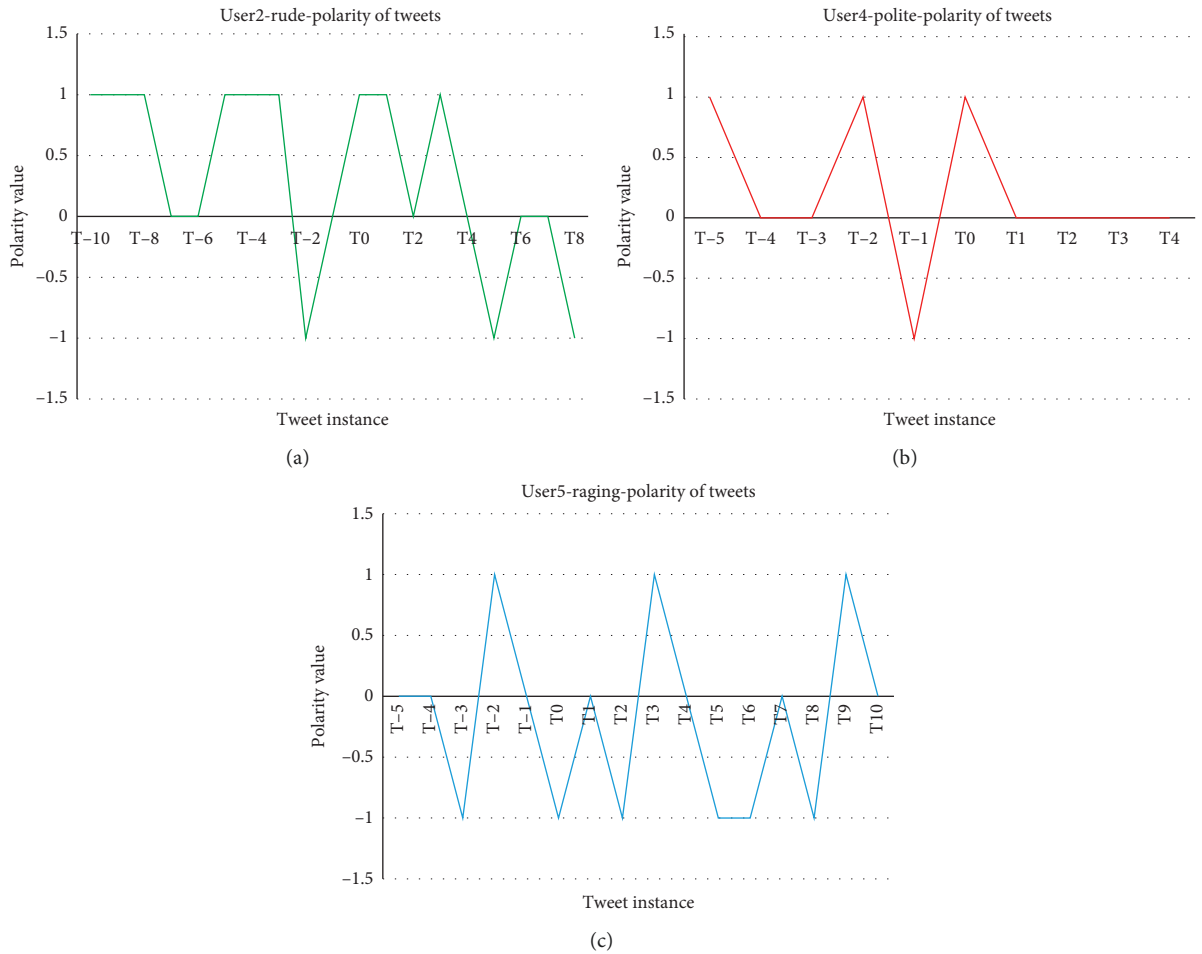 User2-rude-polarity of tweets
1.5
1
0.5
0
−0.5
−1
−1.5
Polarity value
T−10 T−8 T−6 T−4 T−2 T0 T2 T4 T6 T8
Tweet instance
(a)
User4-polite-polarity of tweets
1.5
1
0.5
0
−0.5
−1
−1.5
Polarity value
T−5 T−4 T−3 T−2 T−1 T0 T1 T2 T3 T4
Tweet instance
(b)
User5-raging-polarity of tweets
1.5
1
0.5
0
−0.5
−1
−1.5
Polarity value
T−5 T−4 T−3 T−2 T−1 T0 T1 T2 T3 T4 T5 T6 T7 T8 T9 T10
Tweet instance
(c)